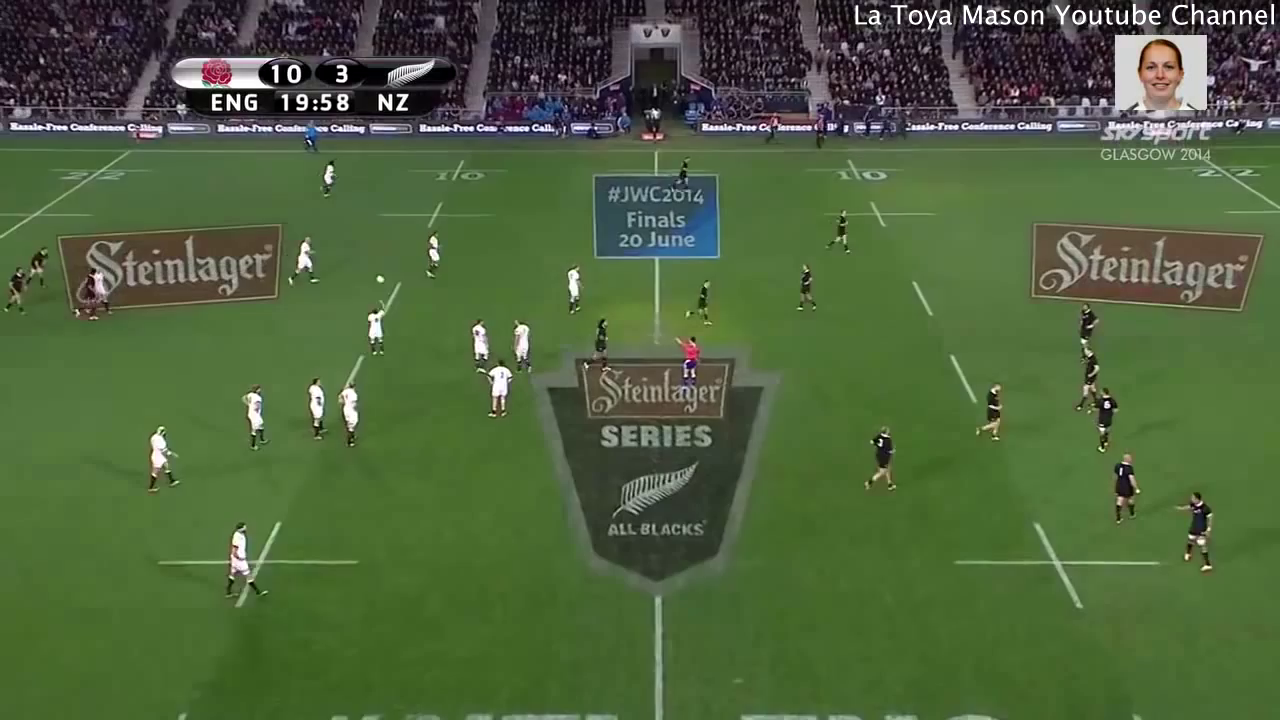 La Toya Mason Youtube Channel
10 3
ENG 19:58 NZ
Hassle-Free Conference Calling
Hassle-Free Conference Calling
Hassle-Free Conference Call
Hassle-Free Conference Calling
sky sport
GLASGOW 2014
22
10
10
22
#JWC2014
Finals
20 June
Steinlager
Steinlager
Steinlager
SERIES
ALL BLACKS